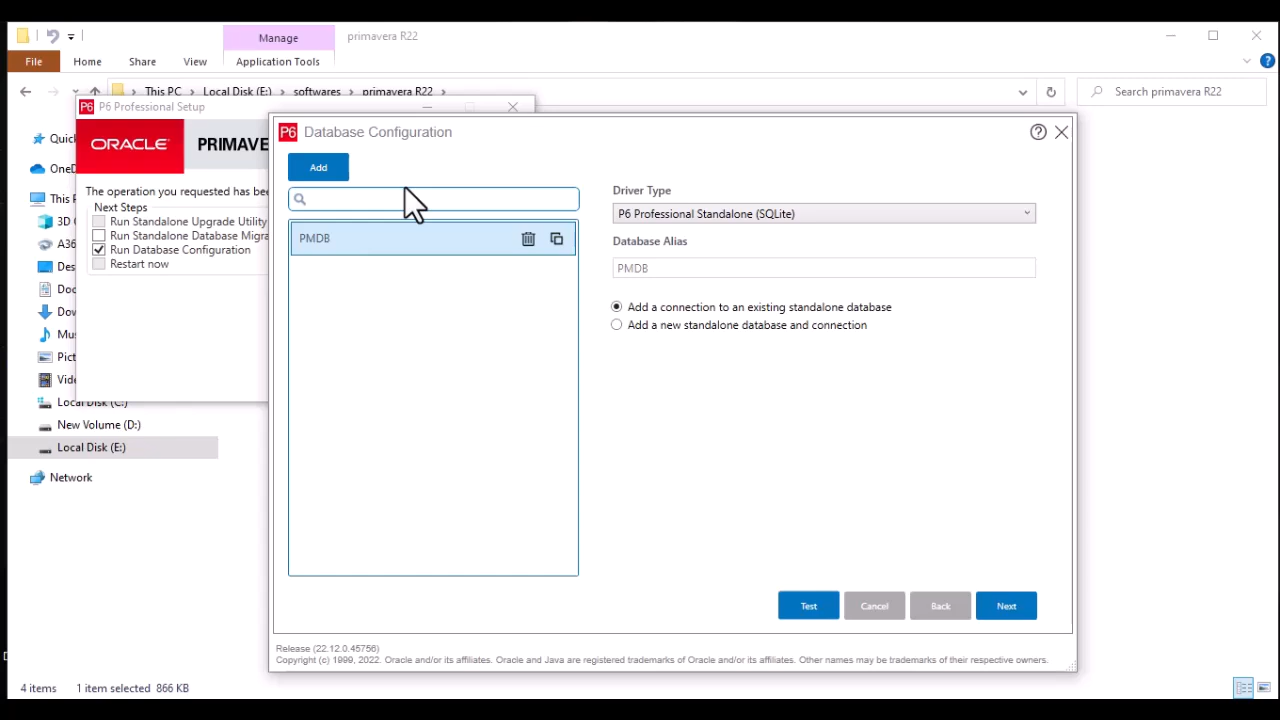 Manage
primavera R22
File
Home
Share
View
Application Tools
This PC
Local Disk (E:)
softwares
primavera R22
Search primavera R22
P6 Professional Setup
ORACLE
PRIMAVE
The operation you requested has bee
Next Steps
Run Standalone Upgrade Utility
Run Standalone Database Migra
Run Database Configuration
Restart now
Quic
OneD
This P
3D
A36
Des
Doc
Dow
Mus
Pict
Vide
Local Disk (C:)
New Volume (D:)
Local Disk (E:)
Network
P6 Database Configuration
Add
PMDB
Driver Type
P6 Professional Standalone (SQLite)
Database Alias
PMDB
Add a connection to an existing standalone database
Add a new standalone database and connection
Test
Cancel
Back
Next
Release (22.12.0.45756)
Copyright (c) 1999, 2022. Oracle and/or its affiliates. Oracle and Java are registered trademarks of Oracle and/or its affiliates. Other names may be trademarks of their respective owners.
4 items
1 item selected 866 KB